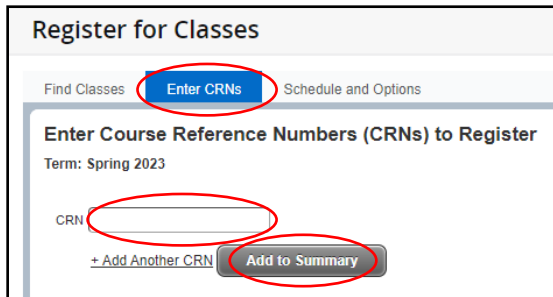 Register for Classes
Find Classes Enter CRNs Schedule and Options
Enter Course Reference Numbers (CRNs) to Register
Term: Spring 2023
CRN
+ Add Another CRN Add to Summary